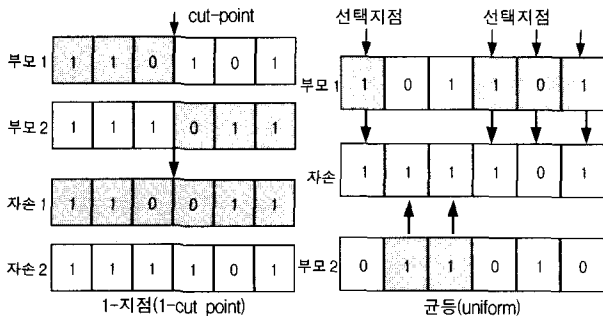 cut-point
부모 1 1 1 0 1 0 1
부모 2 1 1 1 0 1 1
자손 1 1 1 0 0 1 1
자손 2 1 1 1 1 0 1
1-지점(1-cut point)
선택지점 선택지점
부모 1 1 0 1 1 0 1
자손 1 1 1 1 0 1
부모 2 0 1 1 0 1 0
균등(uniform)